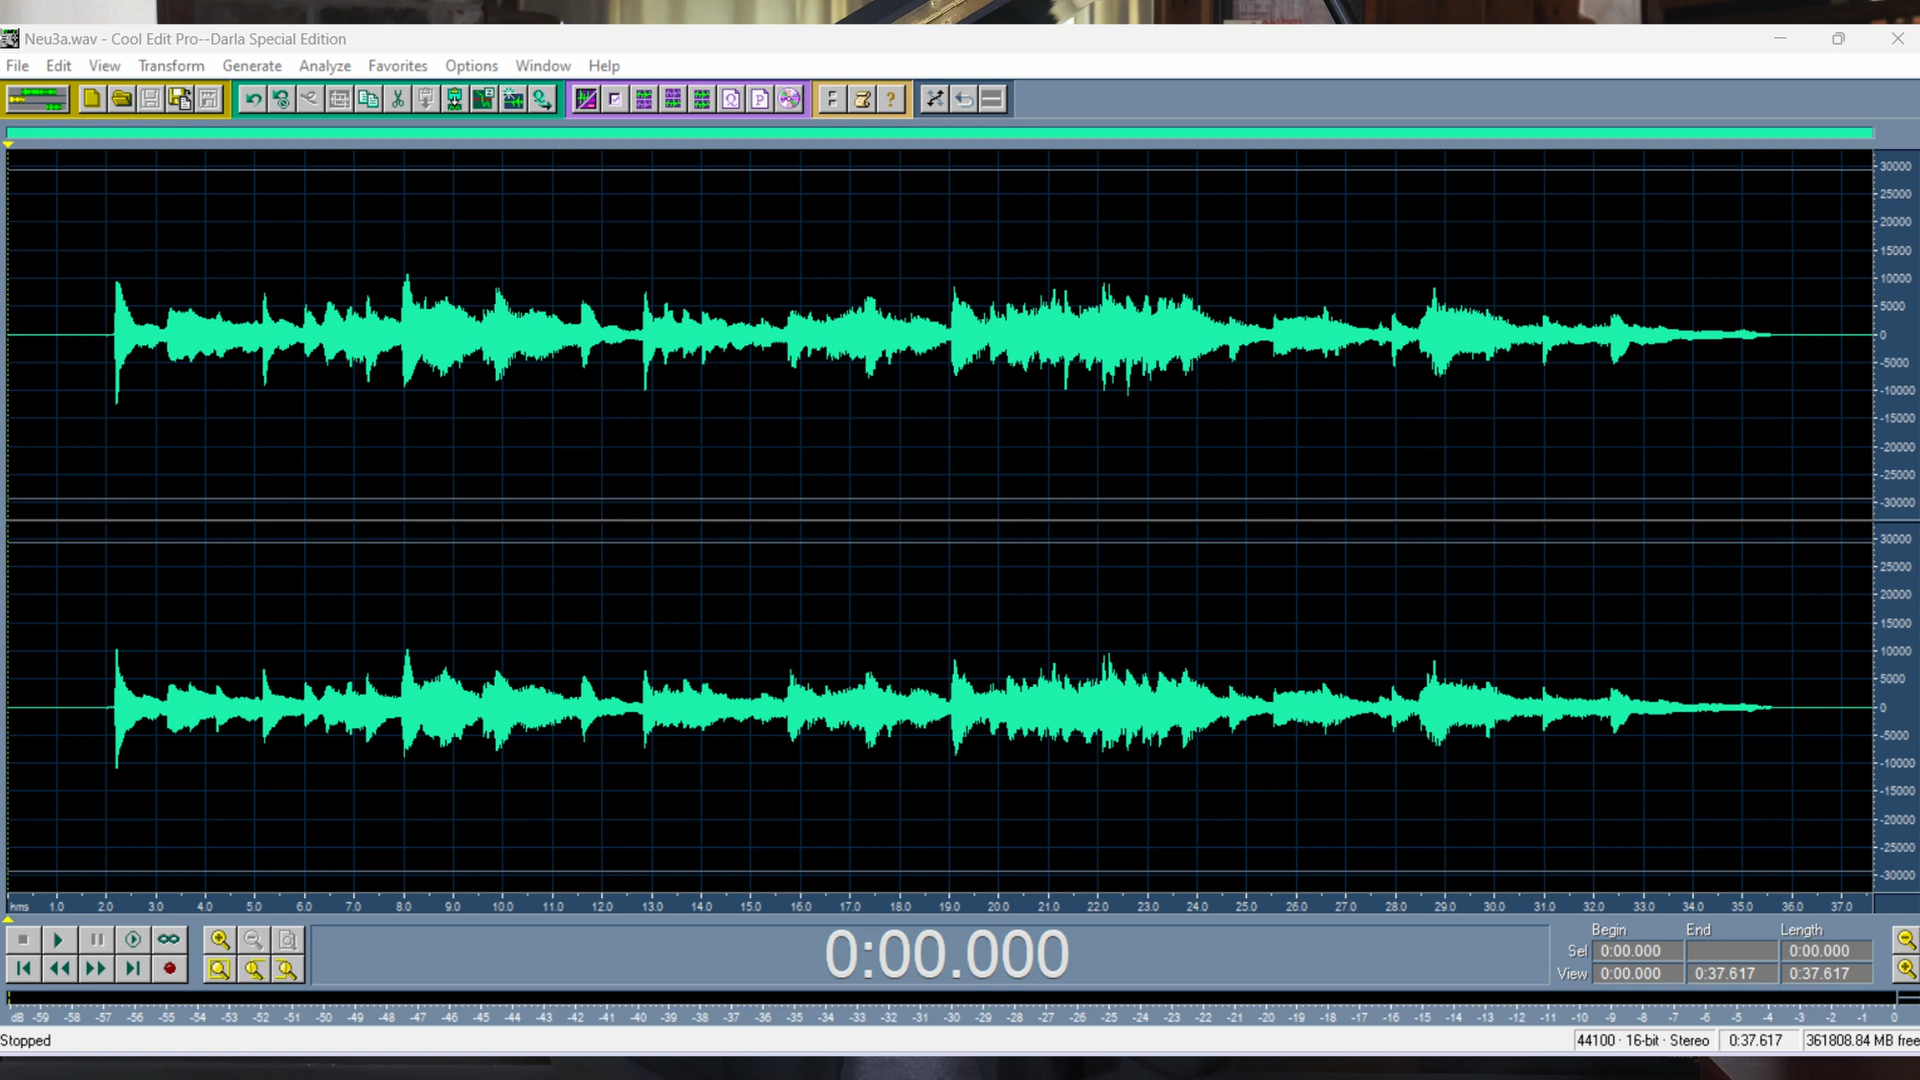 Neu3a.wav - Cool Edit Pro--Darla Special Edition
File Edit View Transform Generate Analyze Favorites Options Window Help
F ?
Q P
30000
25000
20000
15000
10000
5000
0
-5000
-10000
-15000
-20000
-25000
-30000
30000
25000
20000
15000
10000
5000
0
-5000
-10000
-15000
-20000
-25000
-30000
hms 1.0 2.0 3.0 4.0 5.0 6.0 7.0 8.0 9.0 10.0 11.0 12.0 13.0 14.0 15.0 16.0 17.0 18.0 19.0 20.0 21.0 22.0 23.0 24.0 25.0 26.0 27.0 28.0 29.0 30.0 31.0 32.0 33.0 34.0 35.0 36.0 37.0
0:00.000
Begin End Length
Sel 0:00.000 0:00.000
View 0:00.000 0:37.617 0:37.617
dB -59 -58 -57 -56 -55 -54 -53 -52 -51 -50 -49 -48 -47 -46 -45 -44 -43 -42 -41 -40 -39 -38 -37 -36 -35 -34 -33 -32 -31 -30 -29 -28 -27 -26 -25 -24 -23 -22 -21 -20 -19 -18 -17 -16 -15 -14 -13 -12 -11 -10 -9 -8 -7 -6 -5 -4 -3 -2 -1 0
Stopped 44100 · 16-bit · Stereo 0:37.617 361808.84 MB free